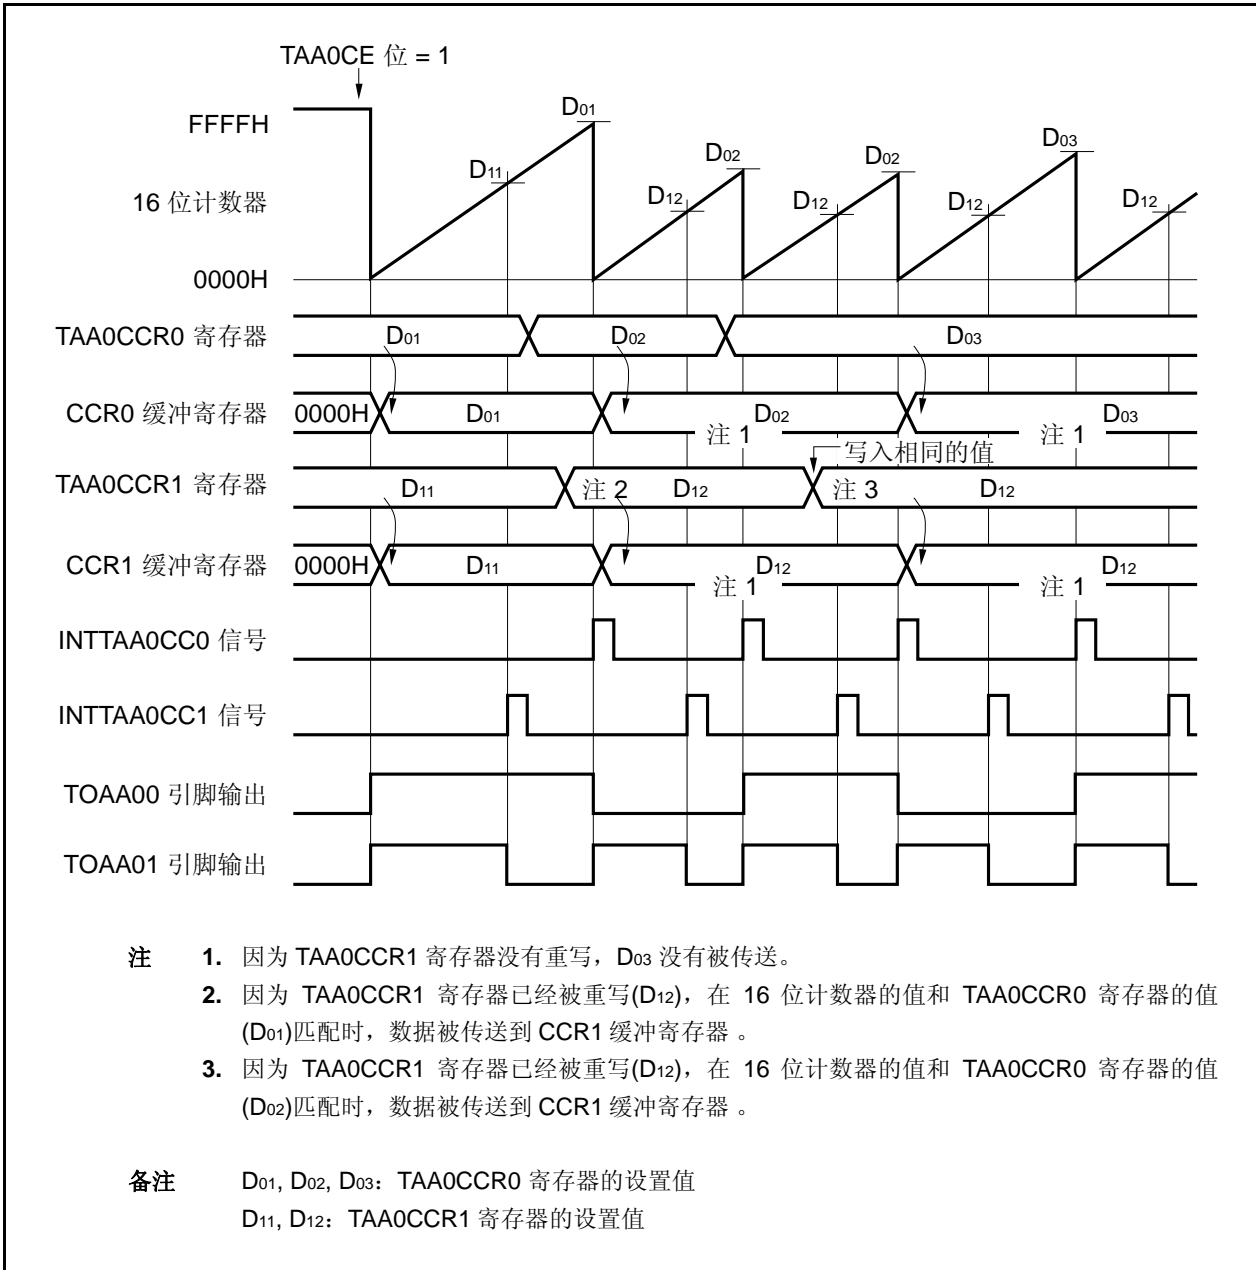 TAA0CE 位 = 1
FFFFH
D01
D11
D02
D12
D02
D12
D03
D12
D12
16 位计数器
0000H
TAA0CCR0 寄存器
D01
D02
D03
CCR0 缓冲寄存器
0000H
D01
D02
D03
注 1
注 1
写入相同的值
TAA0CCR1 寄存器
D11
注 2
D12
注 3
D12
CCR1 缓冲寄存器
0000H
D11
D12
D12
注 1
注 1
INTTAA0CC0 信号
INTTAA0CC1 信号
TOAA00 引脚输出
TOAA01 引脚输出
注 1. 因为 TAA0CCR1 寄存器没有重写，D03 没有被传送。
2. 因为 TAA0CCR1 寄存器已经被重写(D12)，在 16 位计数器的值和 TAA0CCR0 寄存器的值
(D01)匹配时，数据被传送到 CCR1 缓冲寄存器 。
3. 因为 TAA0CCR1 寄存器已经被重写(D12)，在 16 位计数器的值和 TAA0CCR0 寄存器的值
(D02)匹配时，数据被传送到 CCR1 缓冲寄存器 。
备注 D01, D02, D03：TAA0CCR0 寄存器的设置值
D11, D12：TAA0CCR1 寄存器的设置值